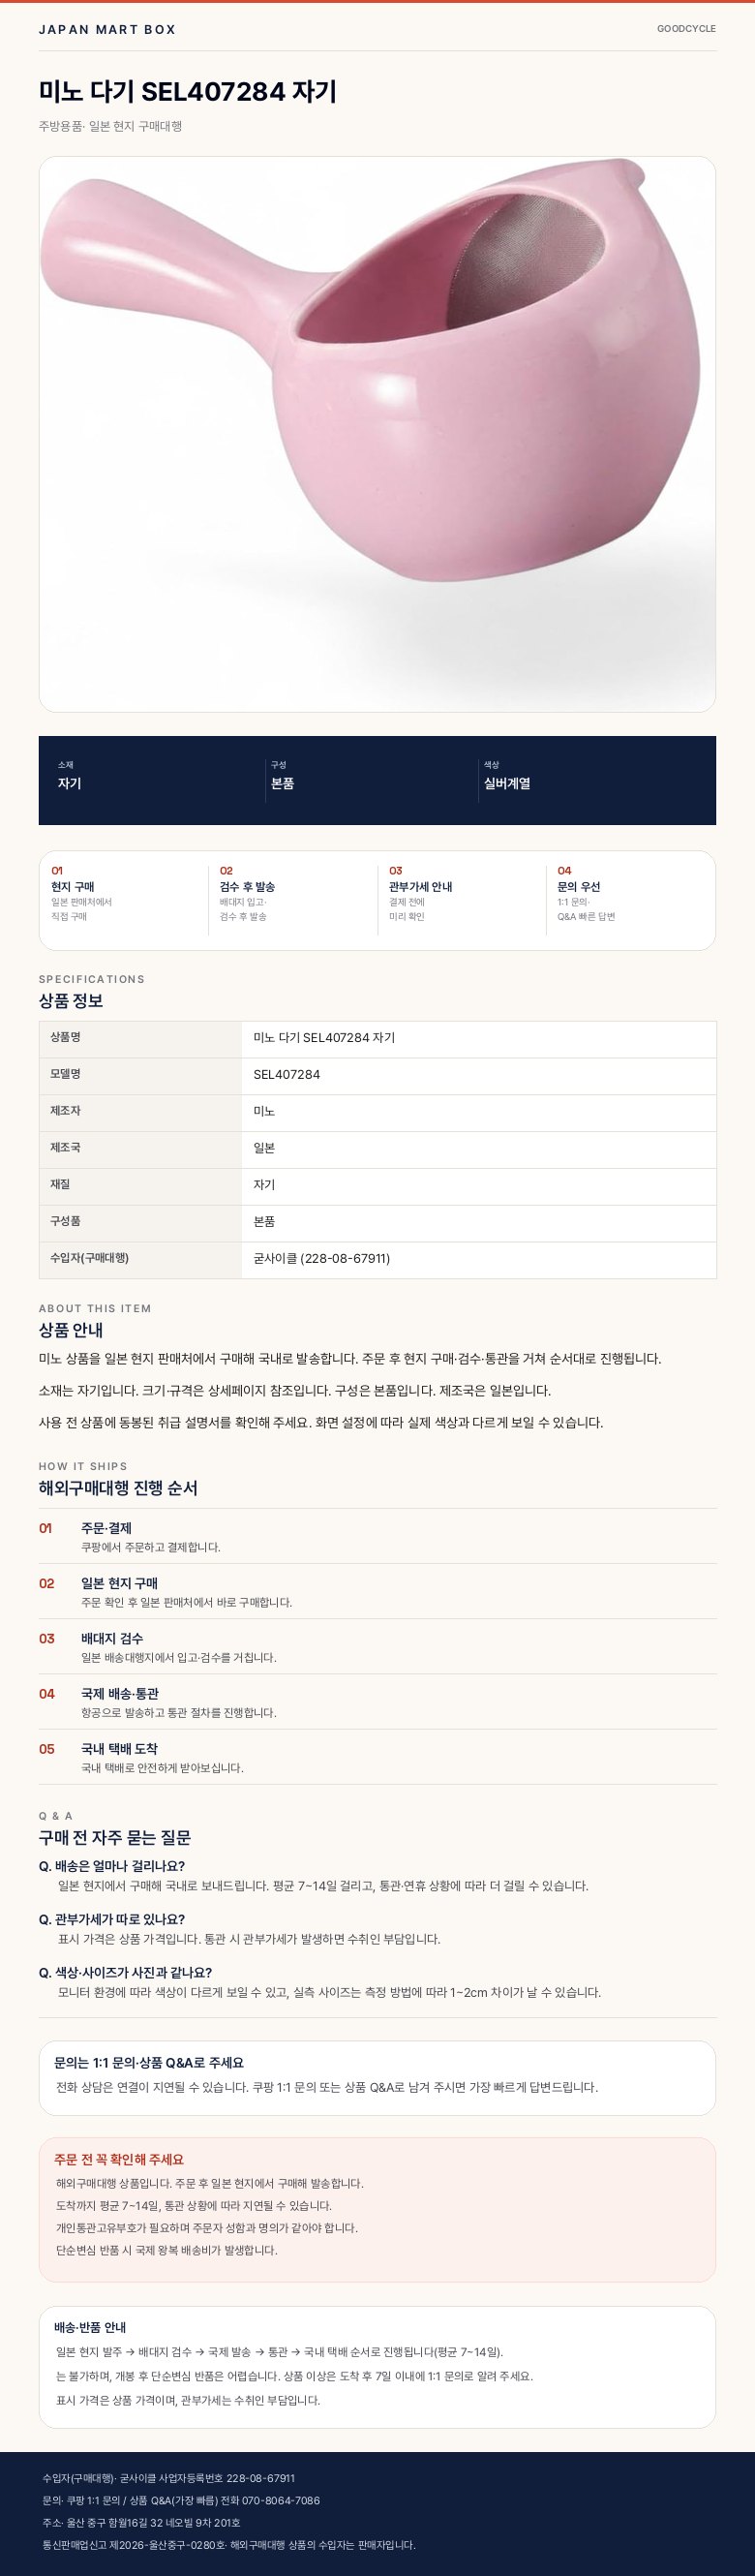 JAPAN MART BOX
GOODCYCLE
미노 다기 SEL407284 자기
주방용품· 일본 현지 구매대행
소재
자기
구성
본품
색상
실버계열
01
현지 구매
일본 판매처에서
직접 구매
02
검수 후 발송
배대지 입고·
검수 후 발송
03
관부가세 안내
결제 전에
미리 확인
04
문의 우선
1:1 문의·
Q&A 빠른 답변
SPECIFICATIONS
상품 정보
상품명 미노 다기 SEL407284 자기
모델명 SEL407284
제조자 미노
제조국 일본
재질 자기
구성품 본품
수입자(구매대행) 굳사이클 (228-08-67911)
ABOUT THIS ITEM
상품 안내
미노 상품을 일본 현지 판매처에서 구매해 국내로 발송합니다. 주문 후 현지 구매·검수·통관을 거쳐 순서대로 진행됩니다.
소재는 자기입니다. 크기·규격은 상세페이지 참조입니다. 구성은 본품입니다. 제조국은 일본입니다.
사용 전 상품에 동봉된 취급 설명서를 확인해 주세요. 화면 설정에 따라 실제 색상과 다르게 보일 수 있습니다.
HOW IT SHIPS
해외구매대행 진행 순서
01 주문·결제
쿠팡에서 주문하고 결제합니다.
02 일본 현지 구매
주문 확인 후 일본 판매처에서 바로 구매합니다.
03 배대지 검수
일본 배송대행지에서 입고·검수를 거칩니다.
04 국제 배송·통관
항공으로 발송하고 통관 절차를 진행합니다.
05 국내 택배 도착
국내 택배로 안전하게 받아보십니다.
Q & A
구매 전 자주 묻는 질문
Q. 배송은 얼마나 걸리나요?
일본 현지에서 구매해 국내로 보내드립니다. 평균 7~14일 걸리고, 통관·연휴 상황에 따라 더 걸릴 수 있습니다.
Q. 관부가세가 따로 있나요?
표시 가격은 상품 가격입니다. 통관 시 관부가세가 발생하면 수취인 부담입니다.
Q. 색상·사이즈가 사진과 같나요?
모니터 환경에 따라 색상이 다르게 보일 수 있고, 실측 사이즈는 측정 방법에 따라 1~2cm 차이가 날 수 있습니다.
문의는 1:1 문의·상품 Q&A로 주세요
전화 상담은 연결이 지연될 수 있습니다. 쿠팡 1:1 문의 또는 상품 Q&A로 남겨 주시면 가장 빠르게 답변드립니다.
주문 전 꼭 확인해 주세요
해외구매대행 상품입니다. 주문 후 일본 현지에서 구매해 발송합니다.
도착까지 평균 7~14일, 통관 상황에 따라 지연될 수 있습니다.
개인통관고유부호가 필요하며 주문자 성함과 명의가 같아야 합니다.
단순변심 반품 시 국제 왕복 배송비가 발생합니다.
배송·반품 안내
일본 현지 발주 → 배대지 검수 → 국제 발송 → 통관 → 국내 택배 순서로 진행됩니다(평균 7~14일).
는 불가하며, 개봉 후 단순변심 반품은 어렵습니다. 상품 이상은 도착 후 7일 이내에 1:1 문의로 알려 주세요.
표시 가격은 상품 가격이며, 관부가세는 수취인 부담입니다.
수입자(구매대행)· 굳사이클 사업자등록번호 228-08-67911
문의· 쿠팡 1:1 문의 / 상품 Q&A(가장 빠름) 전화 070-8064-7086
주소· 울산 중구 함월16길 32 네오빌 9차 201호
통신판매업신고 제2026-울산중구-0280호· 해외구매대행 상품의 수입자는 판매자입니다.